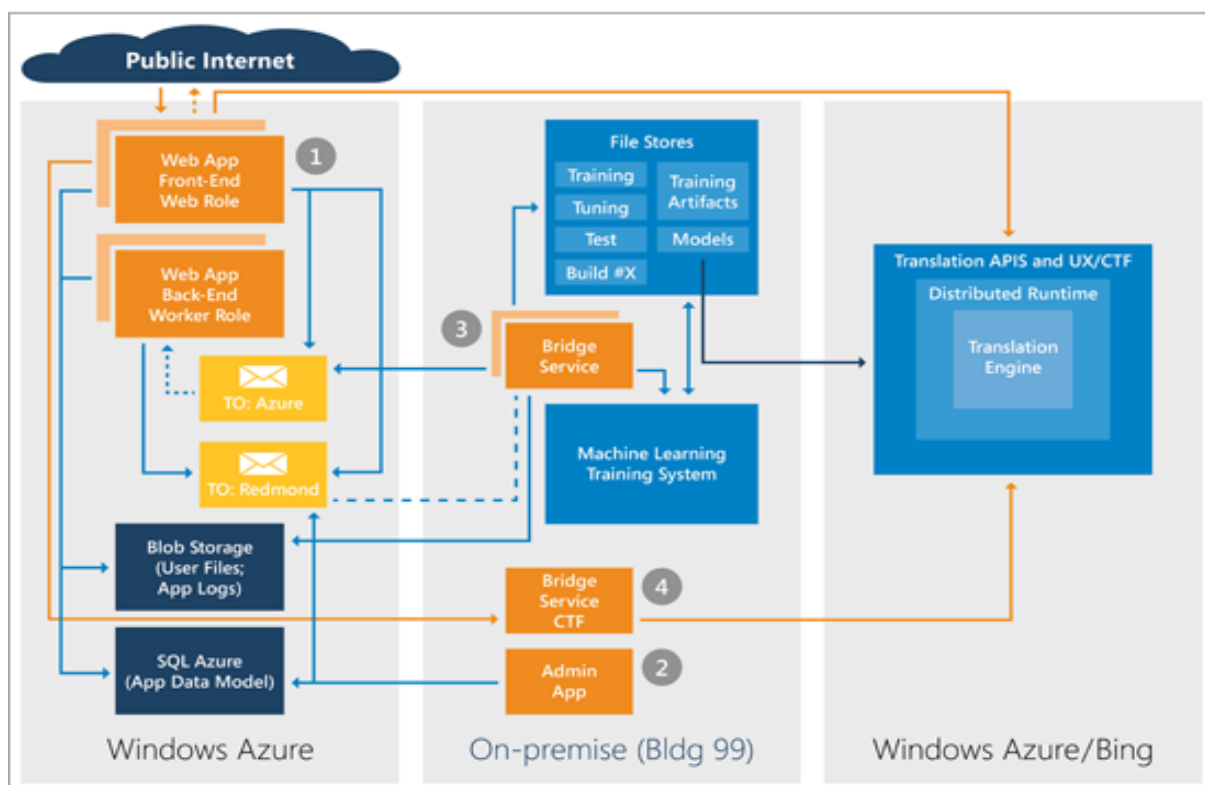 Public Internet
Web App
Front-End
Web Role
1
Web App
Back-End
Worker Role
TO: Azure
TO: Redmond
Blob Storage
(User Files;
App Logs)
SQL Azure
(App Data Model)
Windows Azure
File Stores
Training
Tuning
Test
Build #X
Training
Artifacts
Models
3
Bridge
Service
Machine Learning
Training System
Bridge
Service
CTF
4
Admin
App
2
On-premise (Bldg 99)
Translation APIS and UX/CTF
Distributed Runtime
Translation
Engine
Windows Azure/Bing